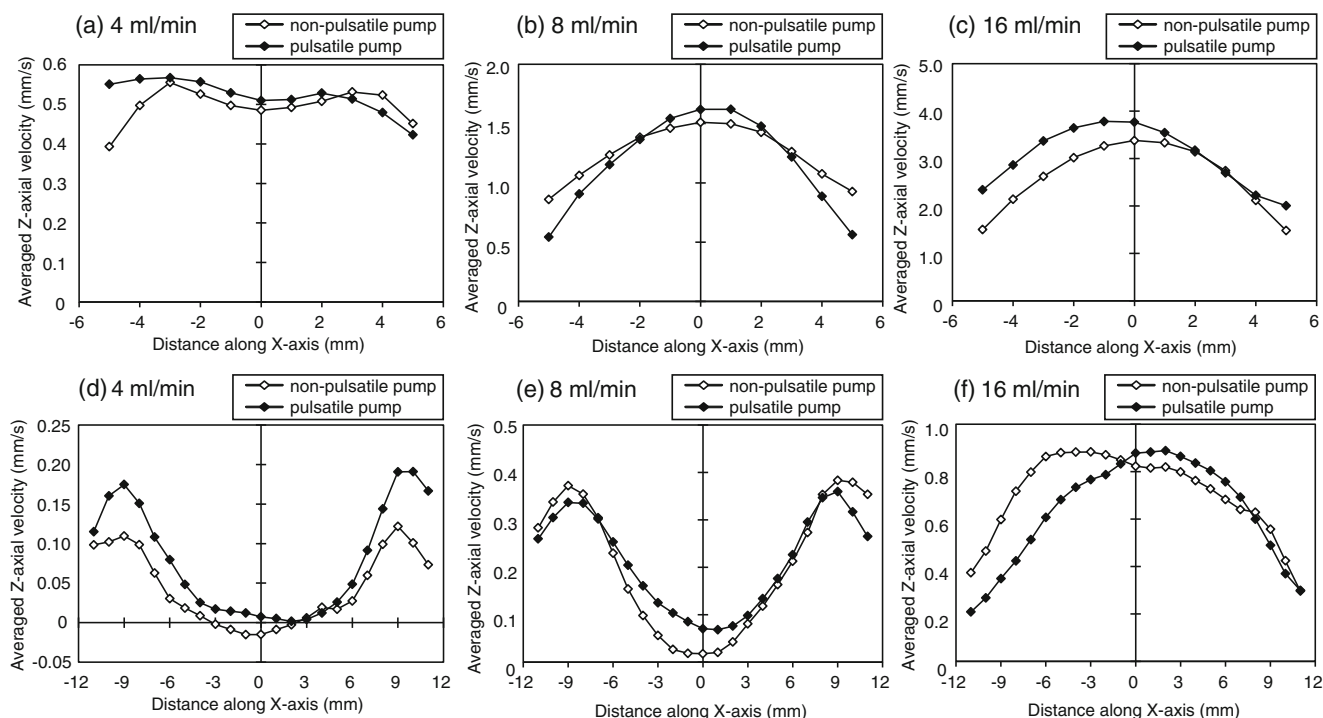 (a) 4 ml/min
non-pulsatile pump
pulsatile pump
Averaged Z-axial velocity (mm/s)
0.6
0.5
0.4
0.3
0.2
0.1
0
-6 -4 -2 0 2 4 6
Distance along X-axis (mm)
(b) 8 ml/min
non-pulsatile pump
pulsatile pump
Averaged Z-axial velocity (mm/s)
2.0
1.5
1.0
0.5
0
-6 -4 -2 0 2 4 6
Distance along X-axis (mm)
(c) 16 ml/min
non-pulsatile pump
pulsatile pump
Averaged Z-axial velocity (mm/s)
5.0
4.0
3.0
2.0
1.0
0
-6 -4 -2 0 2 4 6
Distance along X-axis (mm)
(d) 4 ml/min
non-pulsatile pump
pulsatile pump
Averaged Z-axial velocity (mm/s)
0.25
0.20
0.15
0.10
0.05
0
-0.05
-12 -9 -6 -3 0 3 6 9 12
Distance along X-axis (mm)
(e) 8 ml/min
non-pulsatile pump
pulsatile pump
Averaged Z-axial velocity (mm/s)
0.5
0.4
0.3
0.2
0.1
0
-12 -9 -6 -3 0 3 6 9 12
Distance along X-axis (mm)
(f) 16 ml/min
non-pulsatile pump
pulsatile pump
Averaged Z-axial velocity (mm/s)
1.0
0.8
0.6
0.4
0.2
0
-12 -9 -6 -3 0 3 6 9 12
Distance along X-axis (mm)